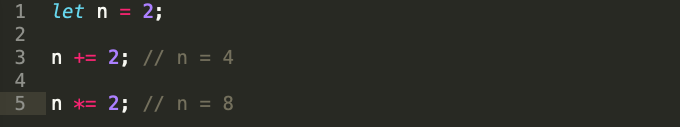 1 let n = 2;
2
3 n += 2; // n = 4
4
5 n *= 2; // n = 8